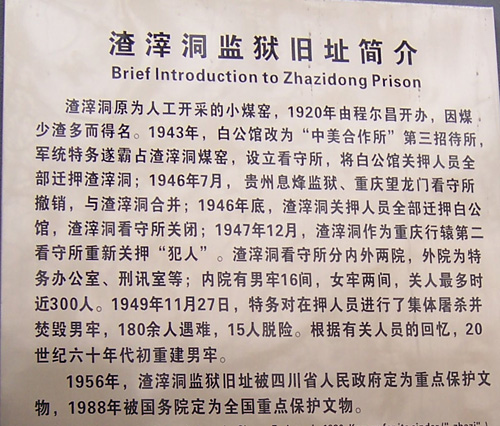 渣滓洞监狱旧址简介
Brief Introduction to Zhazidong Prison
渣滓洞原为人工开采的小煤窑，1920年由程尔昌开办，因煤
少渣多而得名。1943年，白公馆改为“中美合作所”第三招待所，
军统特务遂霸占渣滓洞煤窑，设立看守所，将白公馆关押人员全
部迁押渣滓洞；1946年7月，贵州息烽监狱、重庆望龙门看守所
撤销，与渣滓洞合并；1946年底，渣滓洞关押人员全部迁押白公
馆，渣滓洞看守所关闭；1947年12月，渣滓洞作为重庆行辕第二
看守所重新关押“犯人”。渣滓洞看守所分内外两院，外院为特
务办公室、刑讯室等；内院有男牢16间，女牢两间，关人最多时
近300人。1949年11月27日，特务对在押人员进行了集体屠杀并
焚毁男牢，180余人遇难，15人脱险。根据有关人员的回忆，20
世纪六十年代初重建男牢。
1956年，渣滓洞监狱旧址被四川省人民政府定为重点保护文
物，1988年被国务院定为全国重点保护文物。